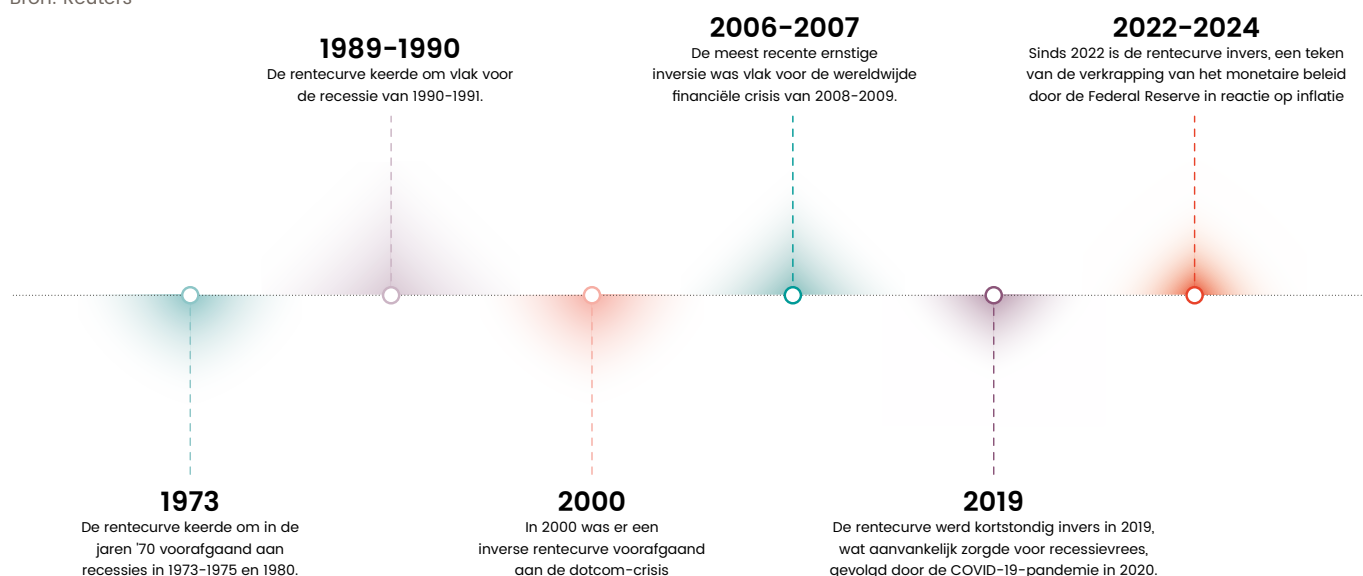 Bron: Reuters
1989-1990
De rentecurve keerde om vlak voor
de recessie van 1990-1991.
2006-2007
De meest recente ernstige
inversie was vlak voor de wereldwijde
financiële crisis van 2008-2009.
2022-2024
Sinds 2022 is de rentecurve invers, een teken
van de verkrapping van het monetaire beleid
door de Federal Reserve in reactie op inflatie
1973
De rentecurve keerde om in de
jaren '70 voorafgaand aan
recessies in 1973-1975 en 1980.
2000
In 2000 was er een
inverse rentecurve voorafgaand
aan de dotcom-crisis
2019
De rentecurve werd kortstondig invers in 2019,
wat aanvankelijk zorgde voor recessievrees,
gevolgd door de COVID-19-pandemie in 2020.